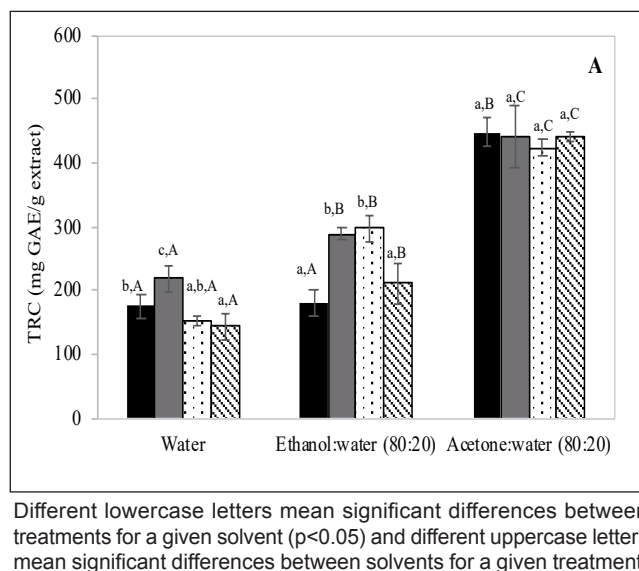 600
A
500
400
300
200
100
0
TRC (mg GAE/g extract)
b,A
c,A
a,b,A
a,A
a,A
b,B
b,B
a,B
a,B
a,C
a,C
a,C
Water
Ethanol:water (80:20)
Acetone:water (80:20)
Different lowercase letters mean significant differences between
treatments for a given solvent (p<0.05) and different uppercase letter
mean significant differences between solvents for a given treatment